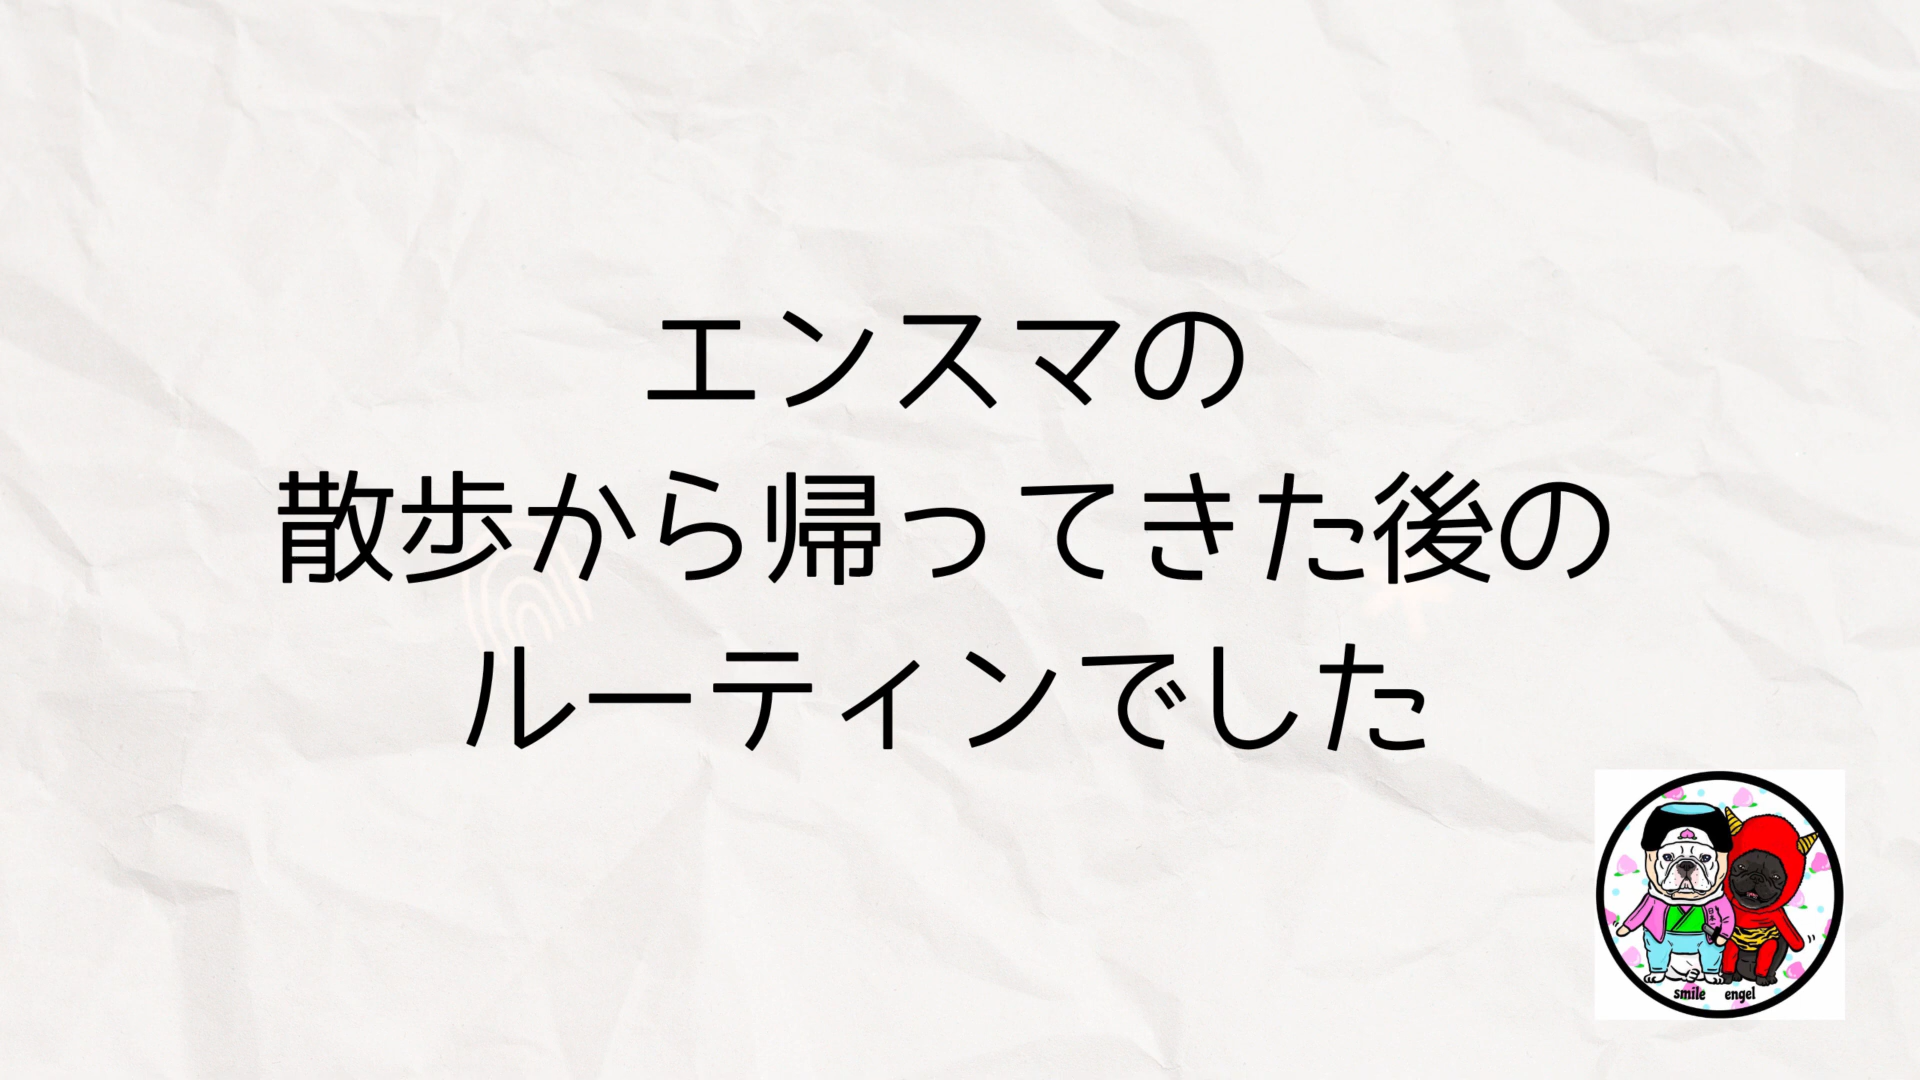 エンスマの
散歩から帰ってきた後の
ルーティンでした
smile engel